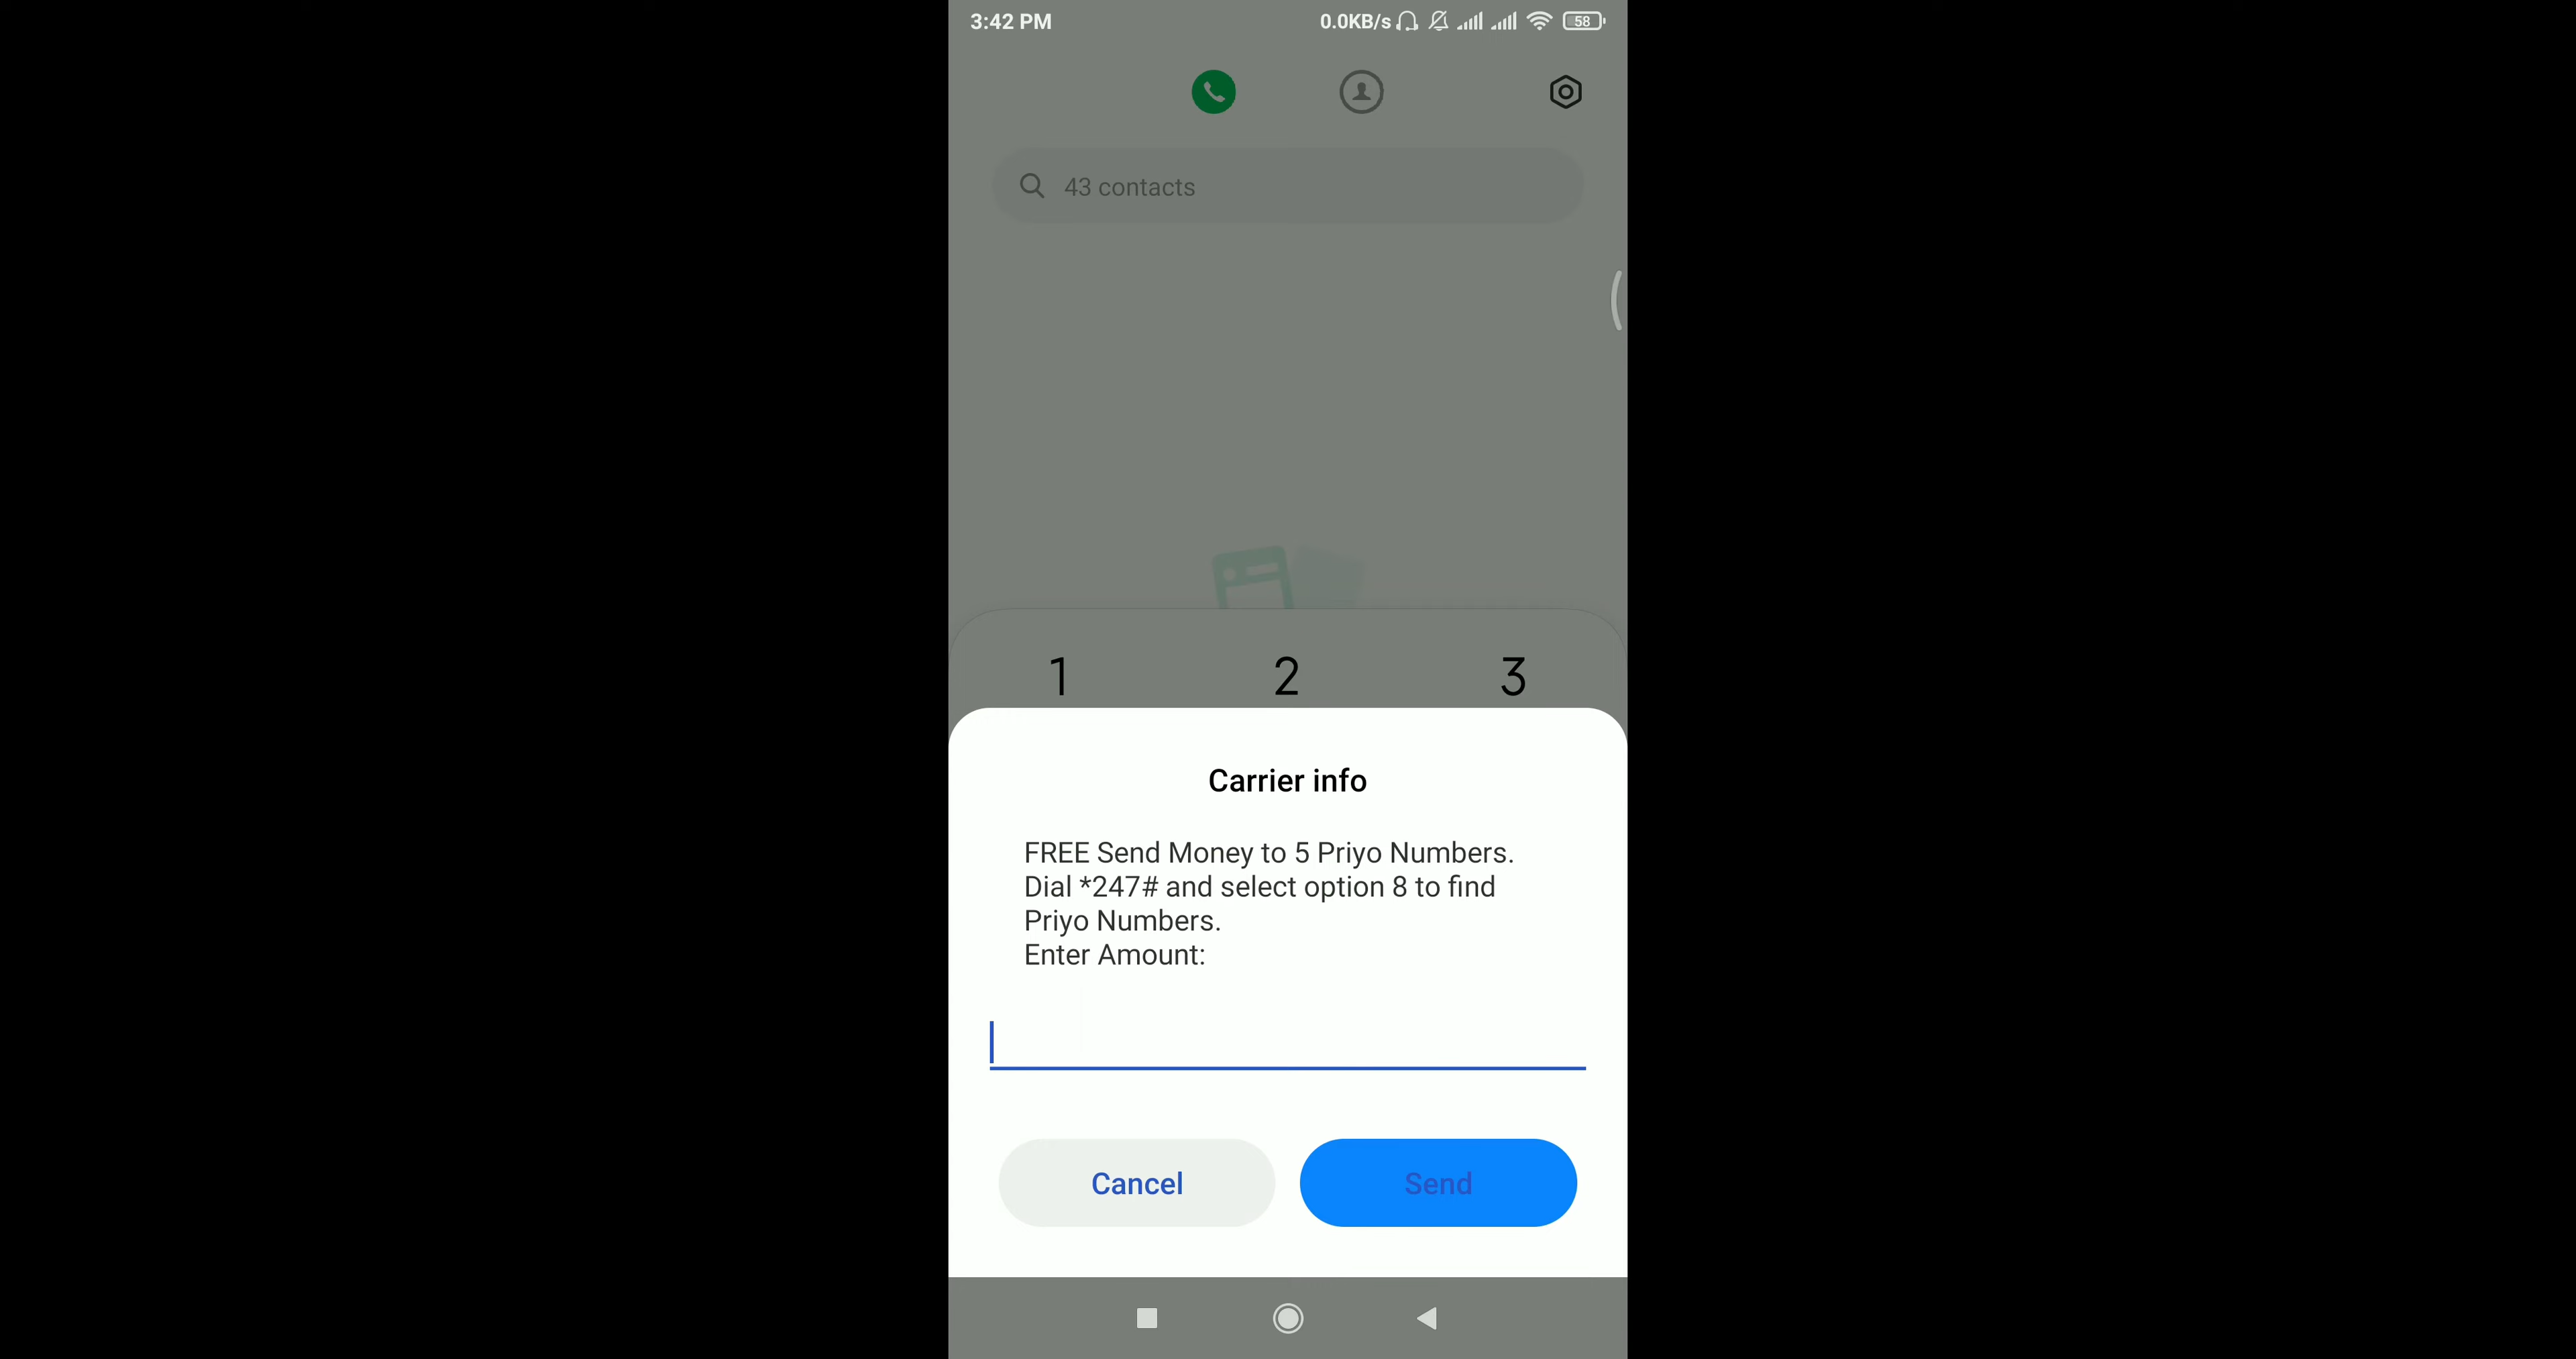 3:42 PM 0.0KB/s 58
43 contacts
1 2 3
Carrier info
FREE Send Money to 5 Priyo Numbers.
Dial *247# and select option 8 to find
Priyo Numbers.
Enter Amount:
Cancel Send